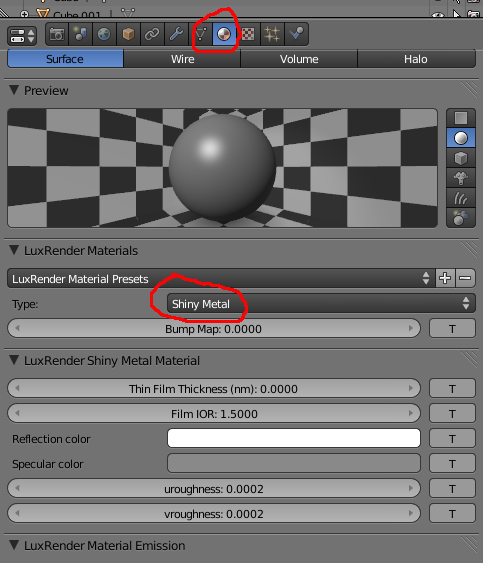 Cube.001
Surface Wire Volume Halo
Preview
LuxRender Materials
LuxRender Material Presets
Type: Shiny Metal
Bump Map: 0.0000 T
LuxRender Shiny Metal Material
Thin Film Thickness (nm): 0.0000 T
Film IOR: 1.5000 T
Reflection color T
Specular color T
uroughness: 0.0002 T
vroughness: 0.0002 T
LuxRender Material Emission